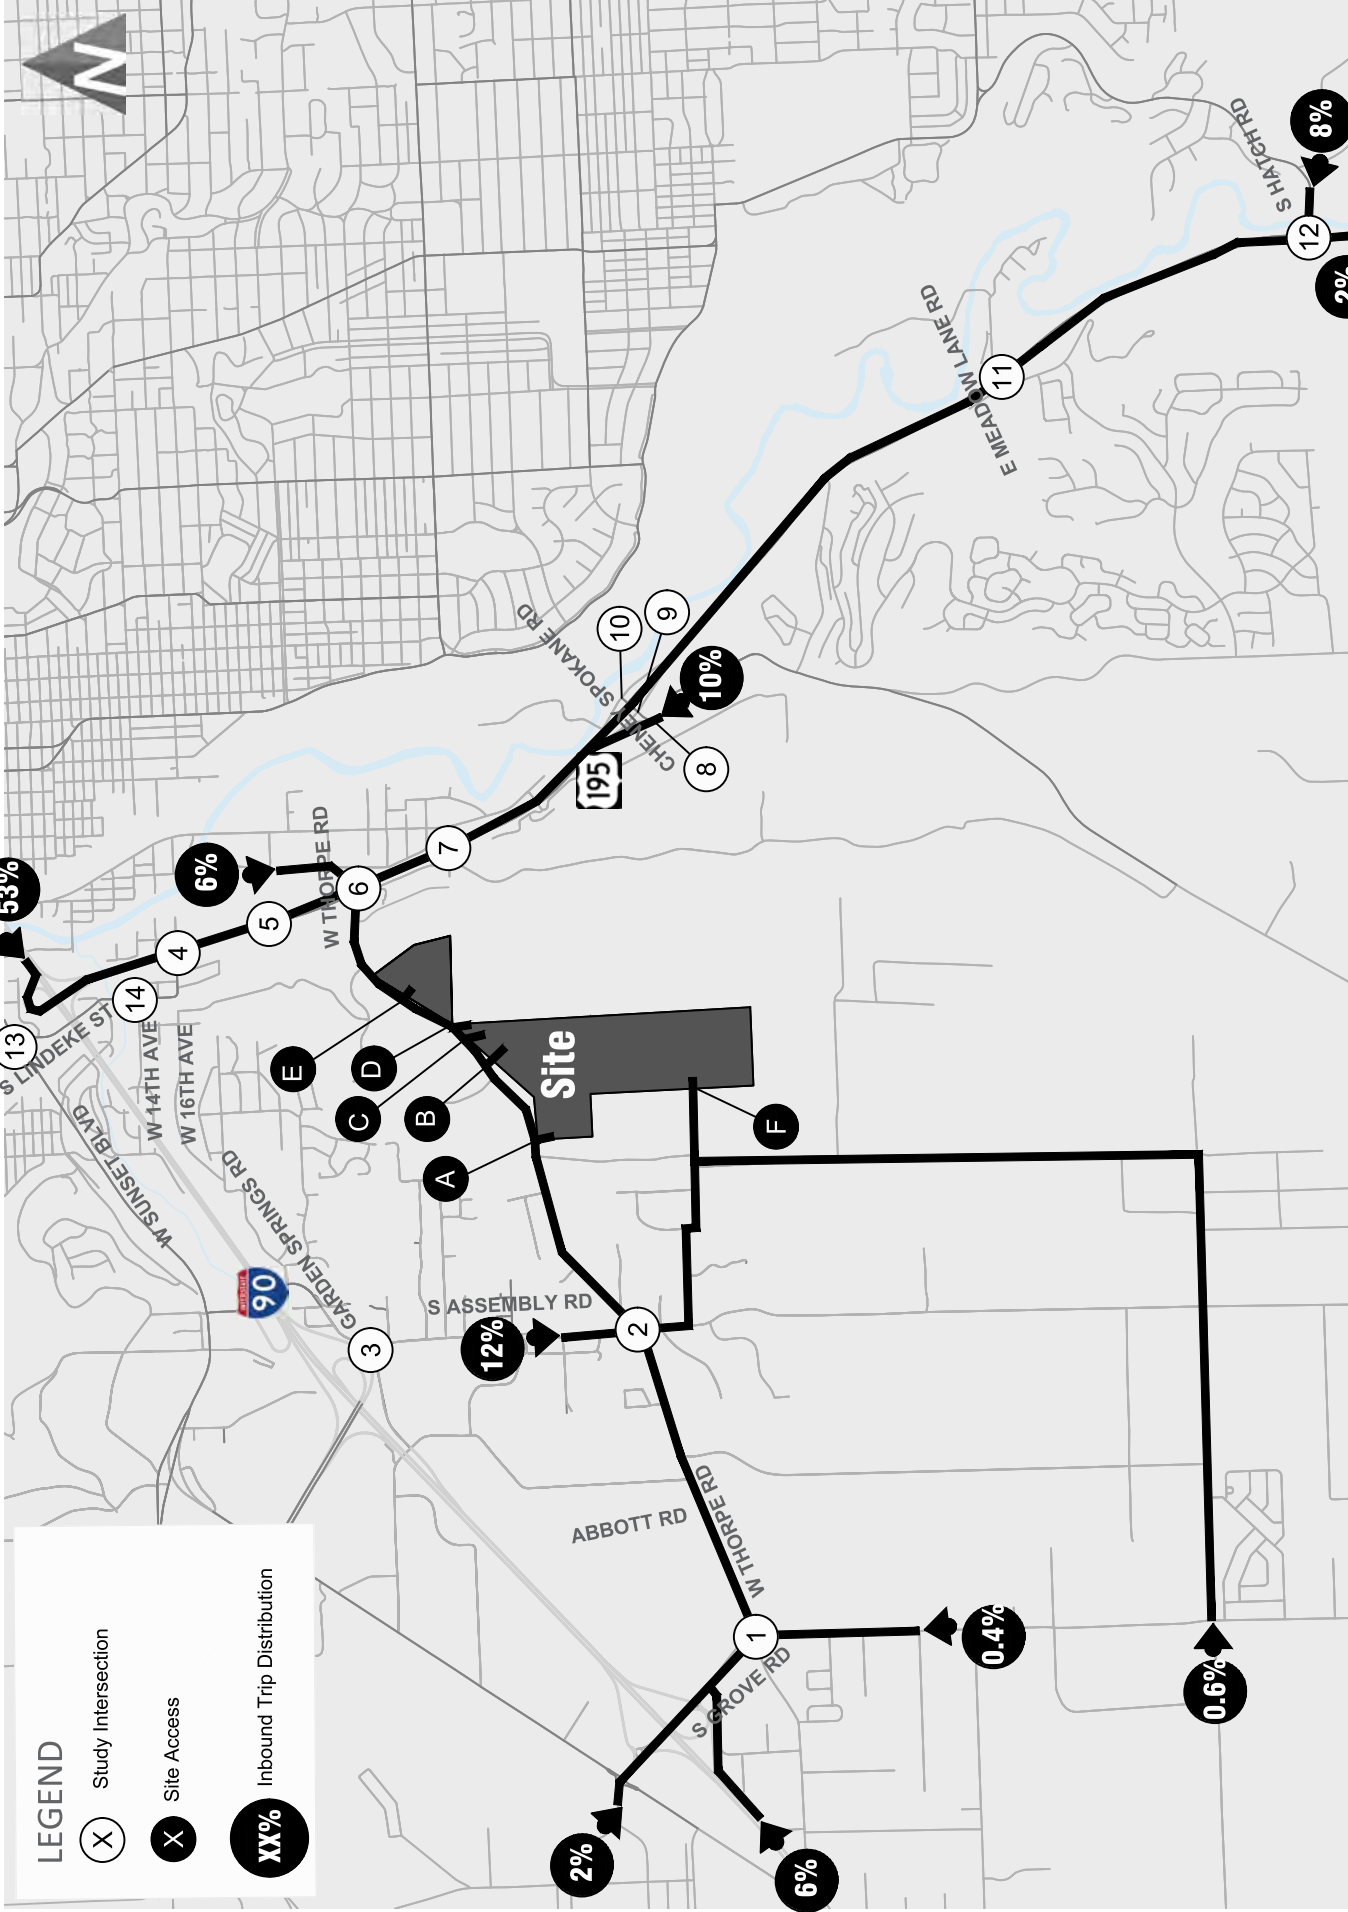 N
LEGEND
X
Study Intersection
X
Site Access
XX%
Inbound Trip Distribution
53%
13
S LINDEKE ST
W SUNSET BLVD
14
W 14TH AVE
W 16TH AVE
GARDEN SPRINGS RD
INTERSTATE
90
3
4
5
6%
W THORPE RD
6
7
195
CHENEY SPOKANE RD
10
9
8
10%
E MEADOW LANE RD
11
S HATCH RD
8%
12
2%
E
D
C
B
A
Site
F
S ASSEMBLY RD
12%
2
ABBOTT RD
W THORPE RD
1
S GROVE RD
0.4%
0.6%
2%
6%